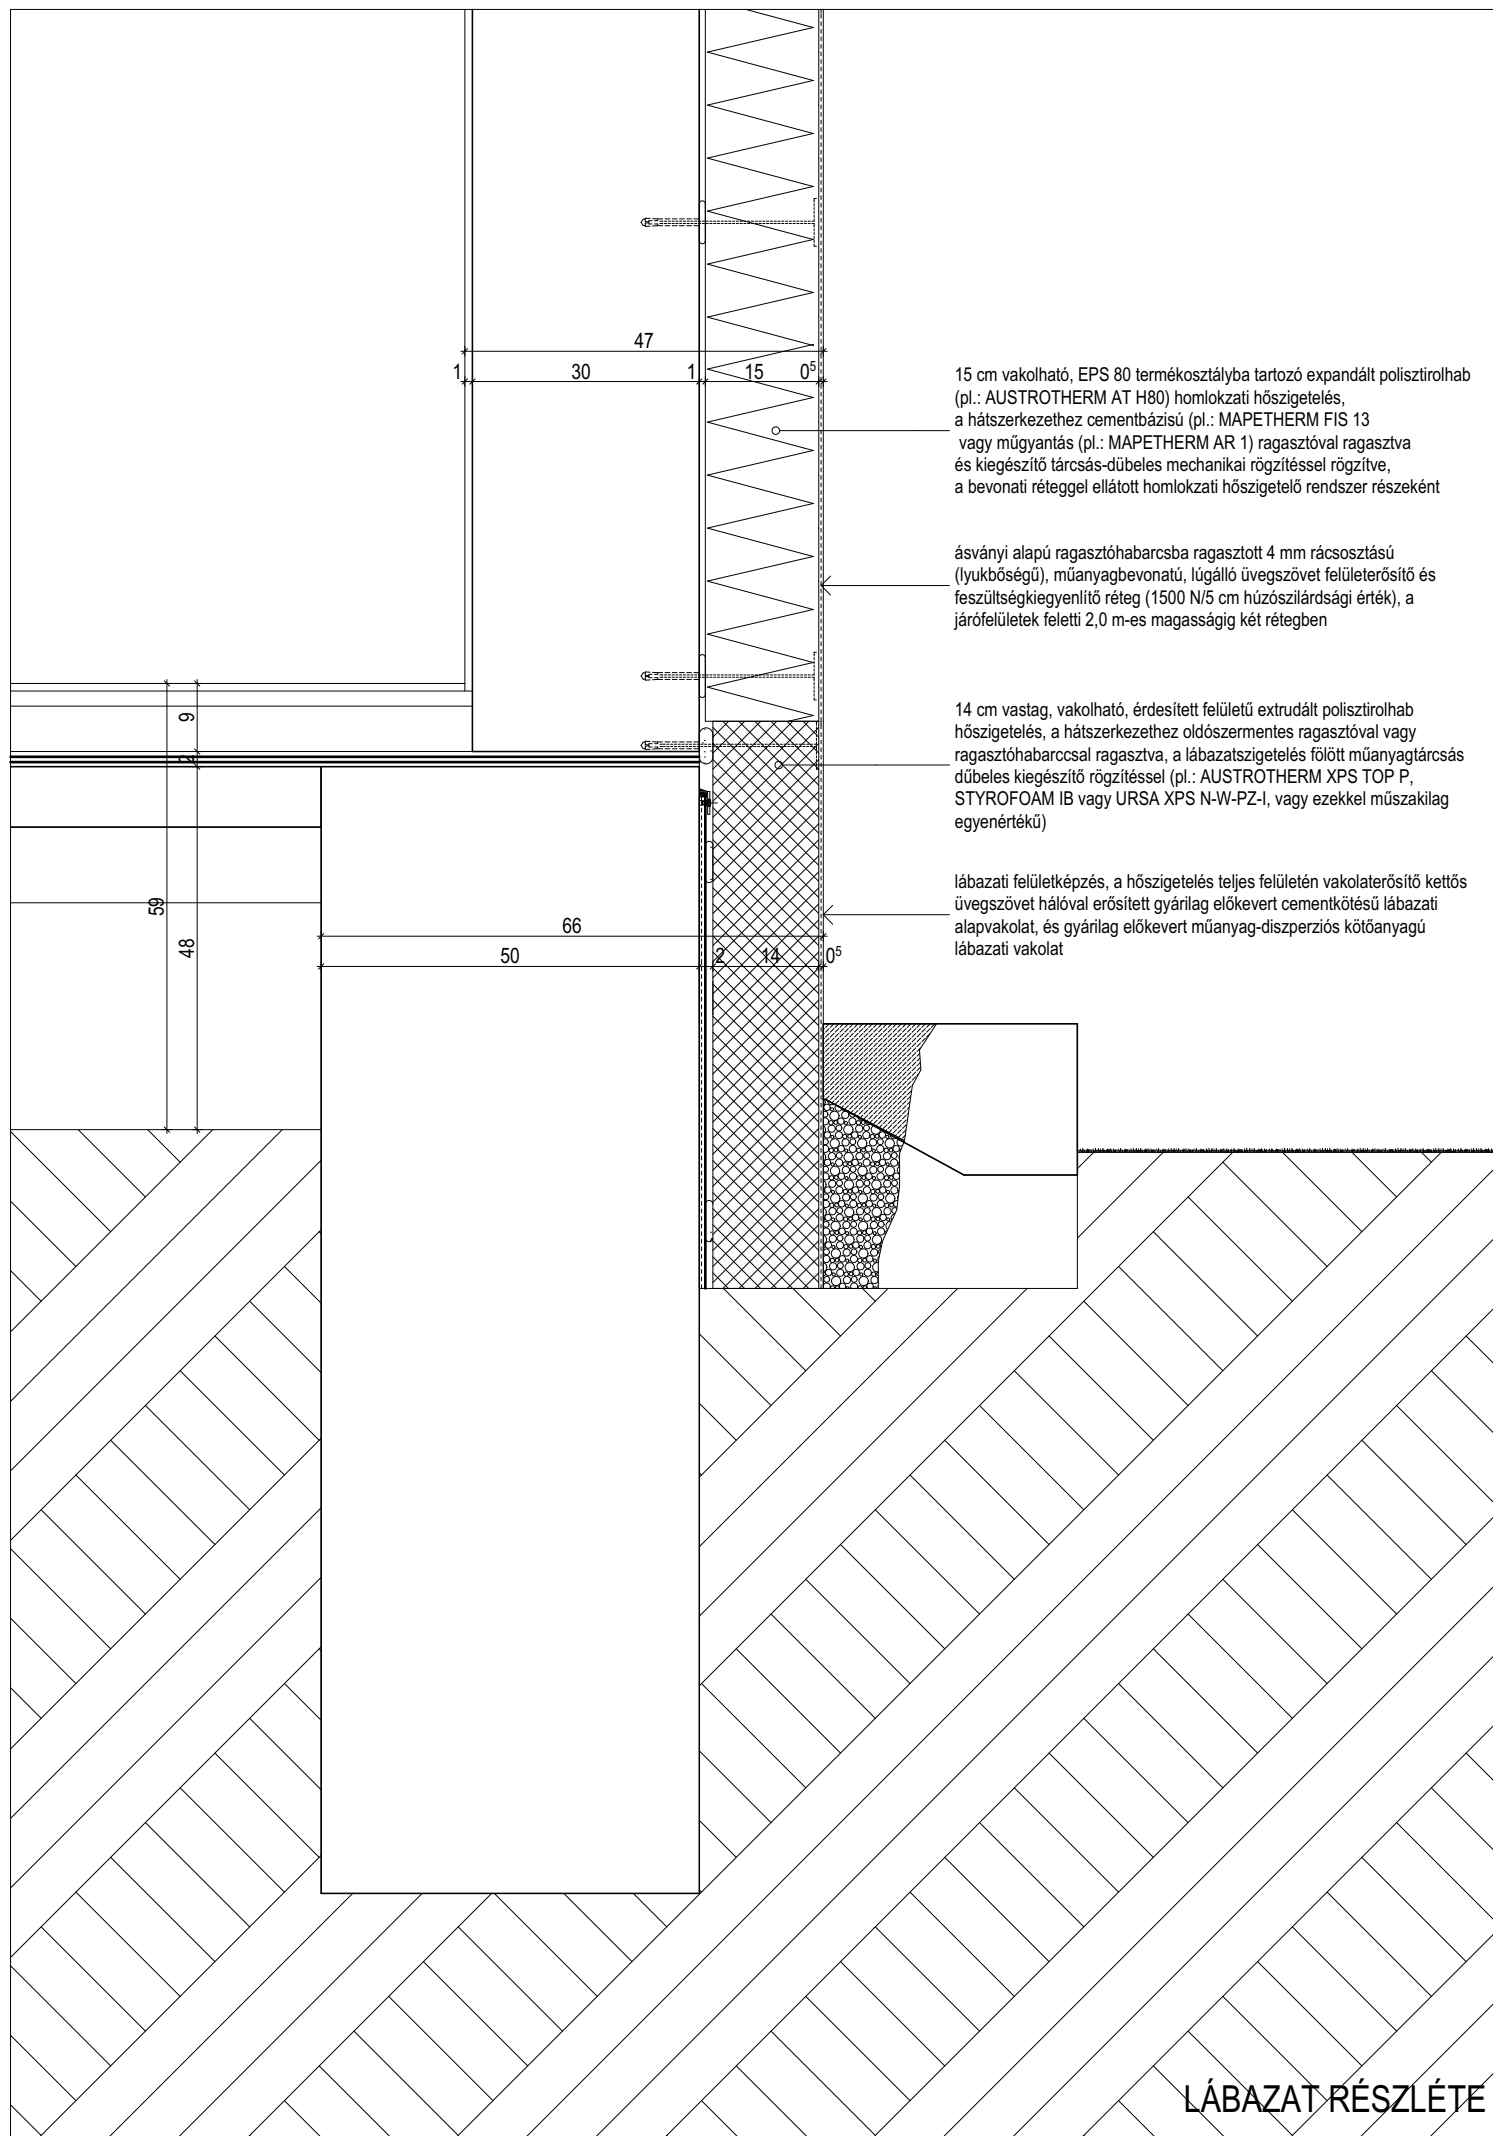 47
1 30 1 15 0⁵
15 cm vakolható, EPS 80 termékosztályba tartozó expandált polisztirolhab
(pl.: AUSTROTHERM AT H80) homlokzati hőszigetelés,
a hátszerkezethez cementbázisú (pl.: MAPETHERM FIS 13
vagy műgyantás (pl.: MAPETHERM AR 1) ragasztóval ragasztva
és kiegészítő tárcsás-dübeles mechanikai rögzítéssel rögzítve,
a bevonati réteggel ellátott homlokzati hőszigetelő rendszer részeként
ásványi alapú ragasztóhabarcsba ragasztott 4 mm rácsosztású
(lyukbőségű), műanyagbevonatú, lúgálló üvegszövet felületerősítő és
feszültségkiegyenlítő réteg (1500 N/5 cm húzószilárdsági érték), a
járófelületek feletti 2,0 m-es magasságig két rétegben
14 cm vastag, vakolható, érdesített felületű extrudált polisztirolhab
hőszigetelés, a hátszerkezethez oldószermentes ragasztóval vagy
ragasztóhabarccsal ragasztva, a lábazatszigetelés fölött műanyagtárcsás
dűbeles kiegészítő rögzítéssel (pl.: AUSTROTHERM XPS TOP P,
STYROFOAM IB vagy URSA XPS N-W-PZ-I, vagy ezekkel műszakilag
egyenértékű)
lábazati felületképzés, a hőszigetelés teljes felületén vakolaterősítő kettős
üvegszövet hálóval erősített gyárilag előkevert cementkötésű lábazati
alapvakolat, és gyárilag előkevert műanyag-diszperziós kötőanyagú
lábazati vakolat
9
2
59
48
66
50 2 14 0⁵
LÁBAZAT RÉSZLÉTE